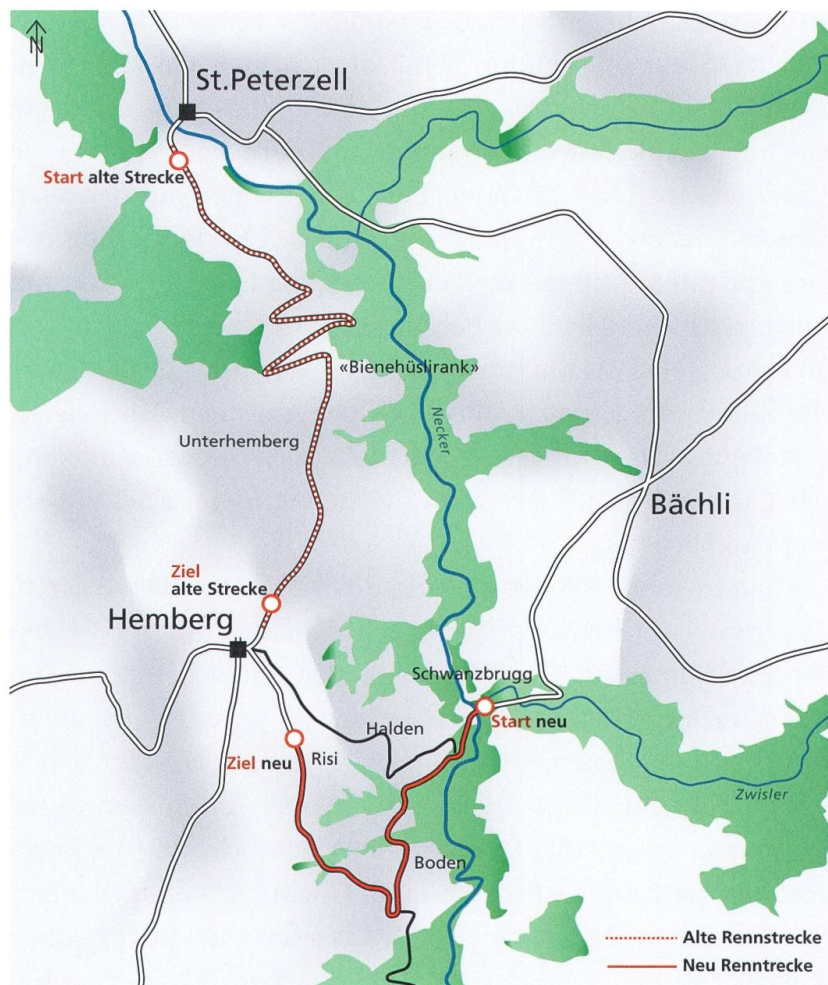 N
St.Peterzell
Start alte Strecke
«Bienehüslirank»
Necker
Unterhemberg
Bächli
Ziel
alte Strecke
Hemberg
Schwanzbrugg
Start neu
Halden
Ziel neu
Risi
Zwisler
Boden
Alte Rennstrecke
Neu Renntrecke